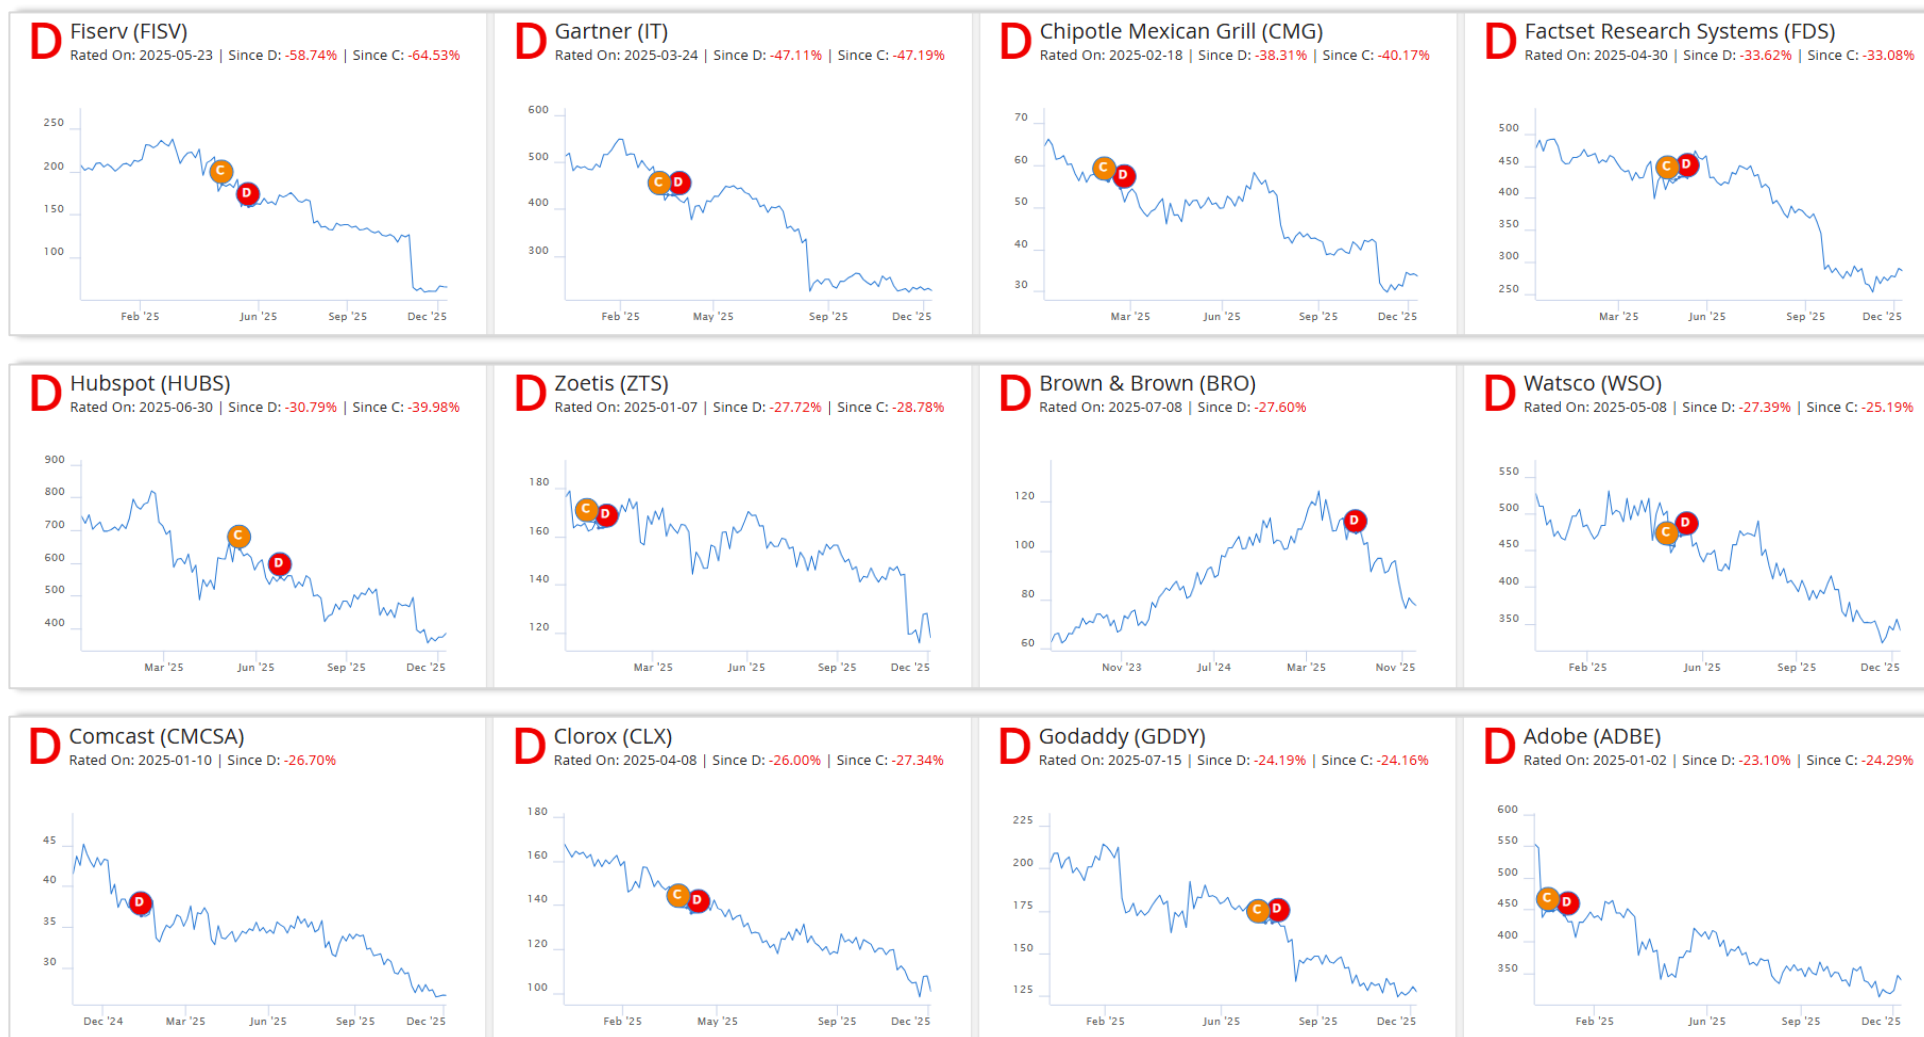 D Fiserv (FISV)
Rated On: 2025-05-23 | Since D: -58.74% | Since C: -64.53%
250
200
150
100
C
D
Feb '25 Jun '25 Sep '25 Dec '25
D Gartner (IT)
Rated On: 2025-03-24 | Since D: -47.11% | Since C: -47.19%
600
500
400
300
C D
Feb '25 May '25 Sep '25 Dec '25
D Chipotle Mexican Grill (CMG)
Rated On: 2025-02-18 | Since D: -38.31% | Since C: -40.17%
70
60
50
40
30
C D
Mar '25 Jun '25 Sep '25 Dec '25
D Factset Research Systems (FDS)
Rated On: 2025-04-30 | Since D: -33.62% | Since C: -33.08%
500
450
400
350
300
250
C D
Mar '25 Jun '25 Sep '25 Dec '25
D Hubspot (HUBS)
Rated On: 2025-06-30 | Since D: -30.79% | Since C: -39.98%
900
800
700
600
500
400
C
D
Mar '25 Jun '25 Sep '25 Dec '25
D Zoetis (ZTS)
Rated On: 2025-01-07 | Since D: -27.72% | Since C: -28.78%
180
160
140
120
C D
Mar '25 Jun '25 Sep '25 Dec '25
D Brown & Brown (BRO)
Rated On: 2025-07-08 | Since D: -27.60%
120
100
80
60
D
Nov '23 Jul '24 Mar '25 Nov '25
D Watsco (WSO)
Rated On: 2025-05-08 | Since D: -27.39% | Since C: -25.19%
550
500
450
400
350
C D
Feb '25 Jun '25 Sep '25 Dec '25
D Comcast (CMCSA)
Rated On: 2025-01-10 | Since D: -26.70%
45
40
35
30
D
Dec '24 Mar '25 Jun '25 Sep '25 Dec '25
D Clorox (CLX)
Rated On: 2025-04-08 | Since D: -26.00% | Since C: -27.34%
180
160
140
120
100
C D
Feb '25 May '25 Sep '25 Dec '25
D Godaddy (GDDY)
Rated On: 2025-07-15 | Since D: -24.19% | Since C: -24.16%
225
200
175
150
125
C D
Feb '25 Jun '25 Sep '25 Dec '25
D Adobe (ADBE)
Rated On: 2025-01-02 | Since D: -23.10% | Since C: -24.29%
600
550
500
450
400
350
C D
Feb '25 Jun '25 Sep '25 Dec '25